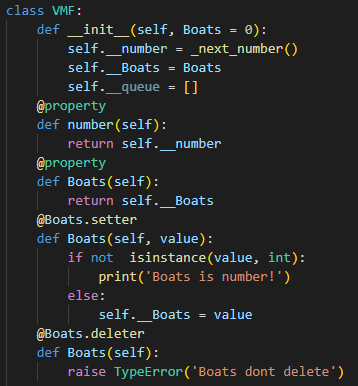 class VMF:
    def __init__(self, Boats = 0):
        self.__number = _next_number()
        self.__Boats = Boats
        self.__queue = []
    @property
    def number(self):
        return self.__number
    @property
    def Boats(self):
        return self.__Boats
    @Boats.setter
    def Boats(self, value):
        if not  isinstance(value, int):
            print('Boats is number!')
        else:
            self.__Boats = value
    @Boats.deleter
    def Boats(self):
        raise TypeError('Boats dont delete')